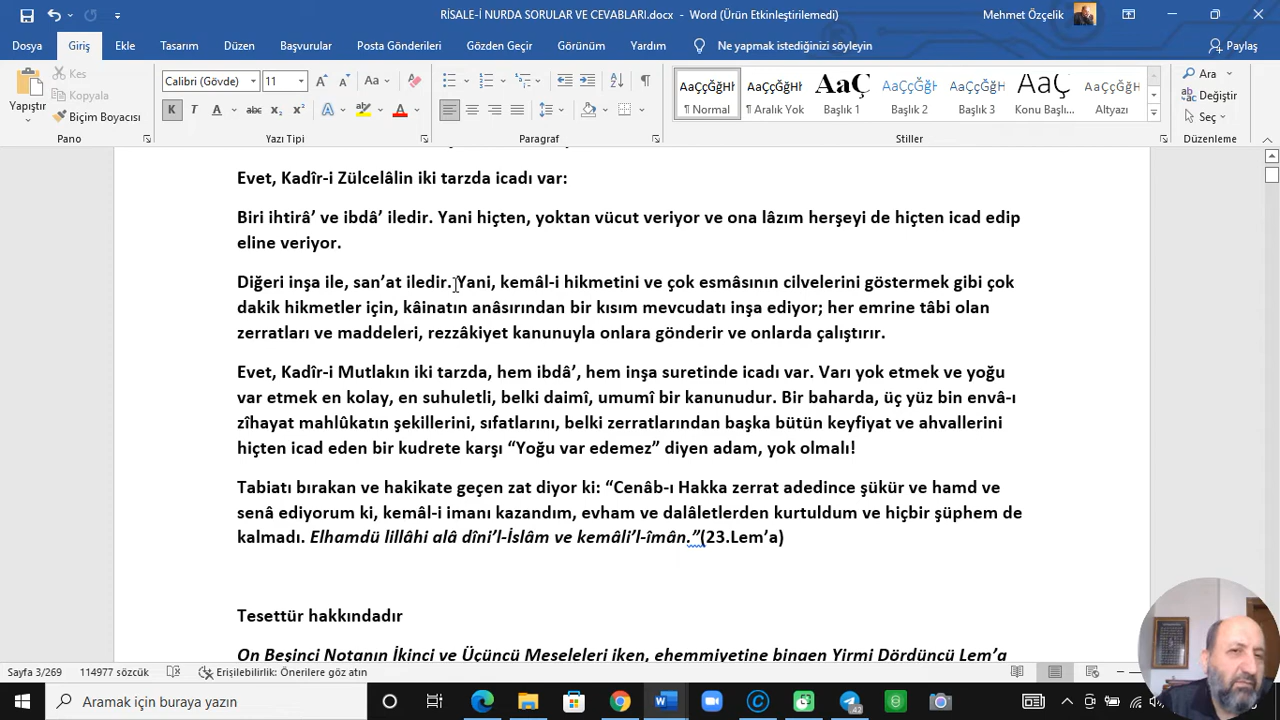 RİSALE-İ NURDA SORULAR VE CEVABLARI.docx - Word (Ürün Etkinleştirilemedi)
Mehmet Özçelik
Dosya Giriş Ekle Tasarım Düzen Başvurular Posta Gönderileri Gözden Geçir Görünüm Yardım Ne yapmak istediğinizi söyleyin Paylaş
Yapıştır
Kes
Kopyala
Biçim Boyacısı
Pano
Calibri (Gövde) 11
Yazı Tipi
Paragraf
AaÇçĞğH AaÇçĞğH AaÇ AaÇçĞğH AaÇçĞğH AaÇ AaÇçĞğH
¶ Normal ¶ Aralık Yok Başlık 1 Başlık 2 Başlık 3 Konu Başlı... Altyazı
Stiller
Ara
Değiştir
Seç
Düzenleme
Evet, Kadîr-i Zülcelâlin iki tarzda icadı var:
Biri ihtirâ’ ve ibdâ’ iledir. Yani hiçten, yoktan vücut veriyor ve ona lâzım herşeyi de hiçten icad edip
eline veriyor.
Diğeri inşa ile, san’at iledir. Yani, kemâl-i hikmetini ve çok esmâsının cilvelerini göstermek gibi çok
dakik hikmetler için, kâinatın anâsırından bir kısım mevcudatı inşa ediyor; her emrine tâbi olan
zerratları ve maddeleri, rezzâkiyet kanunuyla onlara gönderir ve onlarda çalıştırır.
Evet, Kadîr-i Mutlakın iki tarzda, hem ibdâ’, hem inşa suretinde icadı var. Varı yok etmek ve yoğu
var etmek en kolay, en suhuletli, belki daimî, umumî bir kanunudur. Bir baharda, üç yüz bin envâ-ı
zîhayat mahlûkatın şekillerini, sıfatlarını, belki zerratlarından başka bütün keyfiyat ve ahvallerini
hiçten icad eden bir kudrete karşı “Yoğu var edemez” diyen adam, yok olmalı!
Tabiatı bırakan ve hakikate geçen zat diyor ki: “Cenâb-ı Hakka zerrat adedince şükür ve hamd ve
senâ ediyorum ki, kemâl-i imanı kazandım, evham ve dalâletlerden kurtuldum ve hiçbir şüphem de
kalmadı. Elhamdü lillâhi alâ dîni’l-İslâm ve kemâli’l-îmân.”(23.Lem’a)
Tesettür hakkındadır
On Beşinci Notanın İkinci ve Üçüncü Meseleleri iken, ehemmiyetine binaen Yirmi Dördüncü Lem’a
Sayfa 3/269 114977 sözcük Erişilebilirlik: Önerilere göz atın
Aramak için buraya yazın